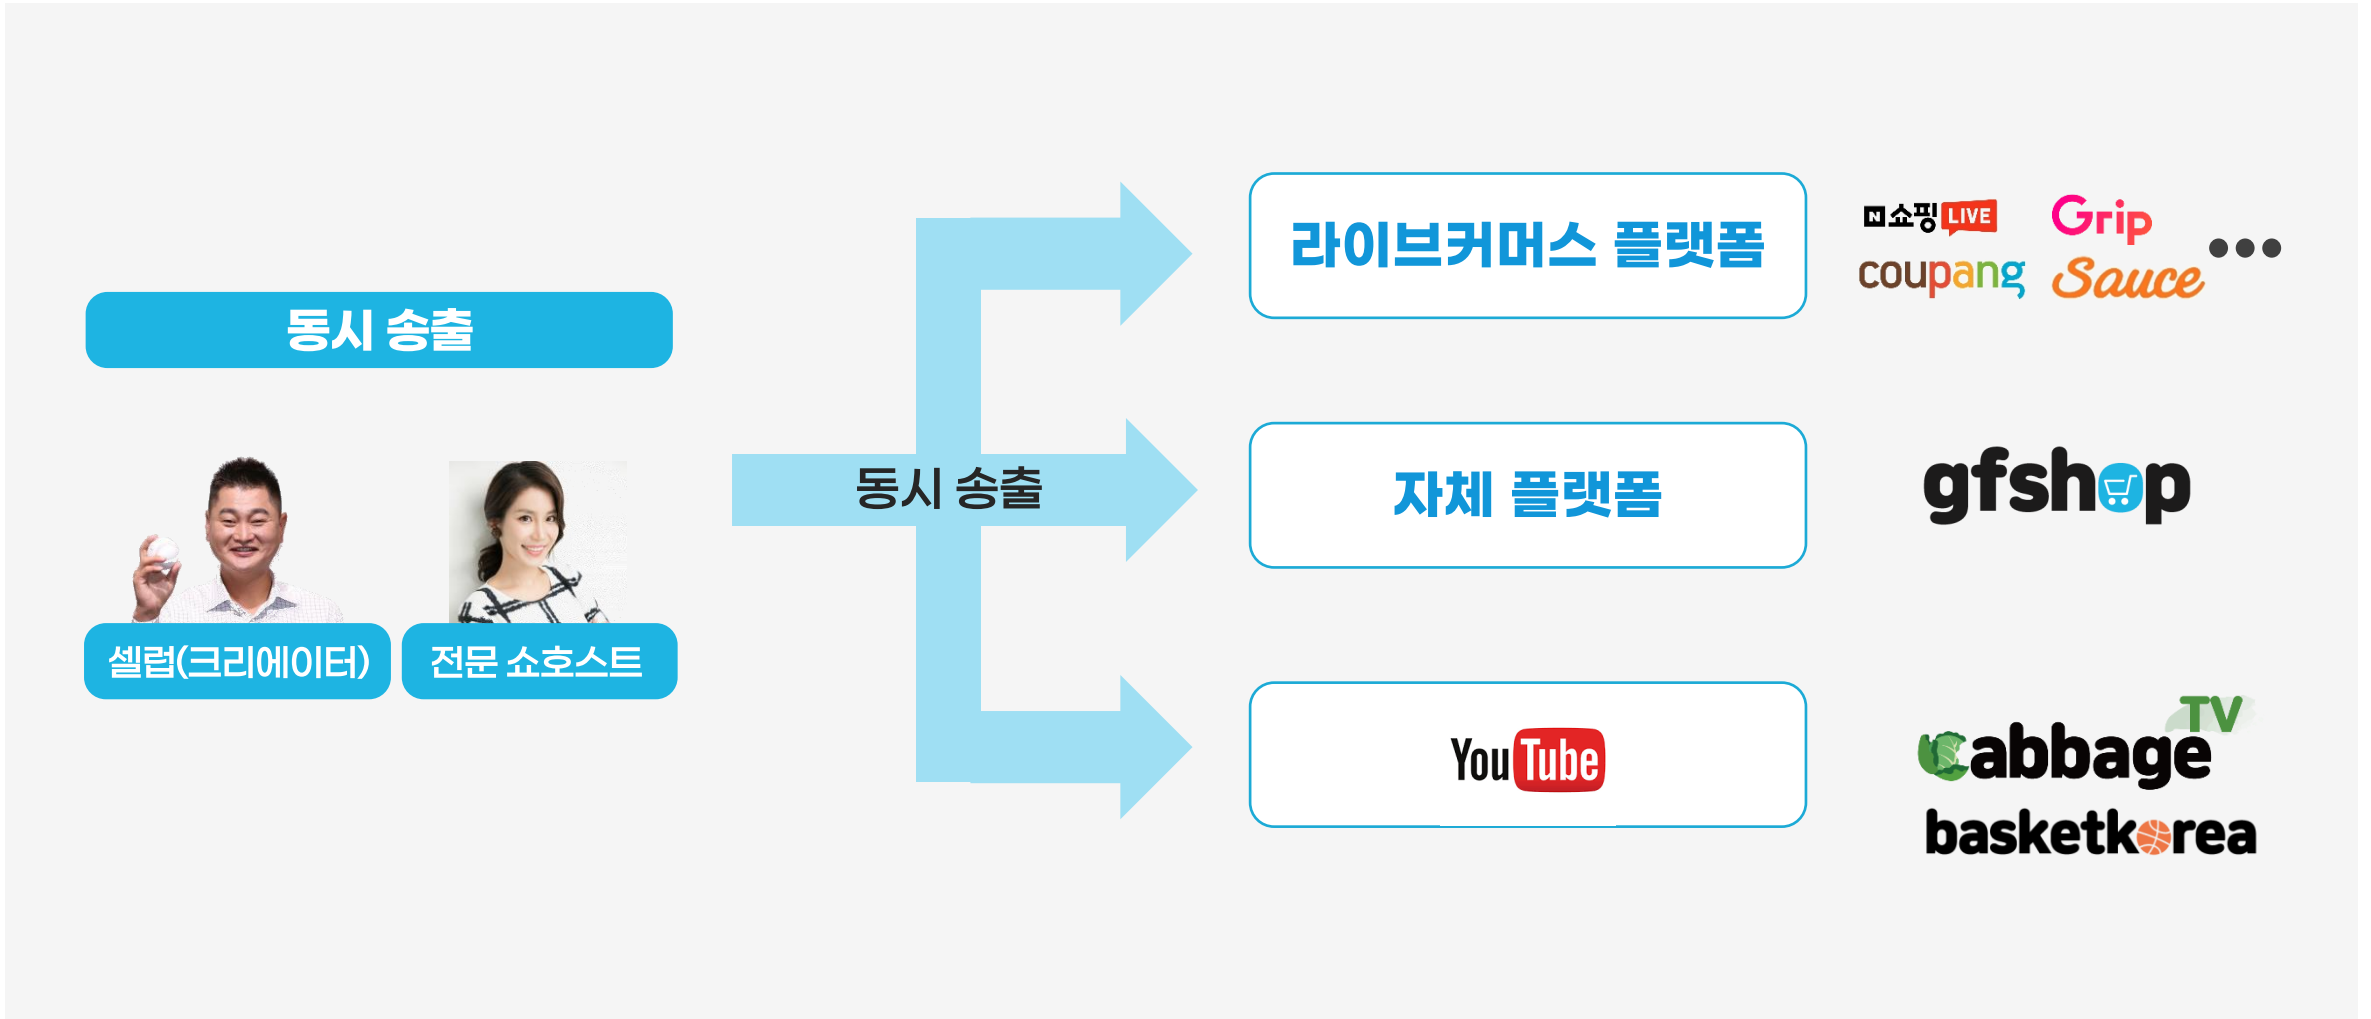 동시 송출
셀럽(크리에이터)
전문 쇼호스트
동시 송출
라이브커머스 플랫폼
N쇼핑 LIVE
Grip
coupang
Sauce
자체 플랫폼
gfshop
YouTube
Cabbage TV
basketkorea